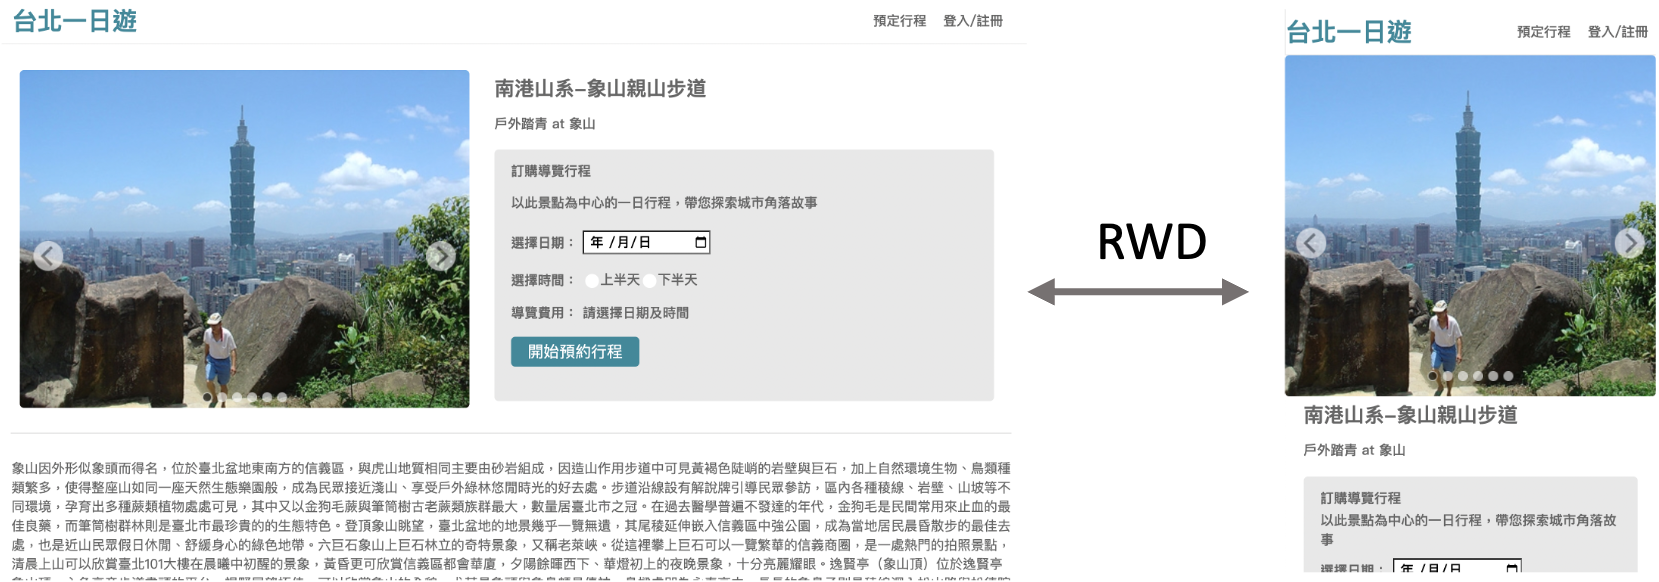 台北一日遊
預定行程 登入/註冊
南港山系–象山親山步道
戶外踏青 at 象山
訂購導覽行程
以此景點為中心的一日行程，帶您探索城市角落故事
選擇日期： 年 /月/日
選擇時間： 上半天 下半天
導覽費用： 請選擇日期及時間
開始預約行程
象山因外形似象頭而得名，位於臺北盆地東南方的信義區，與虎山地質相同主要由砂岩組成，因造山作用步道中可見黃褐色陡峭的岩壁與巨石，加上自然環境生物、鳥類種
類繁多，使得整座山如同一座天然生態樂園般，成為民眾接近淺山、享受戶外綠林悠閒時光的好去處。步道沿線設有解說牌引導民眾參訪，區內各種稜線、岩壁、山坡等不
同環境，孕育出多種蕨類植物處處可見，其中又以金狗毛蕨與筆筒樹古老蕨類族群最大，數量居臺北市之冠。在過去醫學普遍不發達的年代，金狗毛是民間常用來止血的最
佳良藥，而筆筒樹群林則是臺北市最珍貴的的生態特色。登頂象山眺望，臺北盆地的地景幾乎一覽無遺，其尾稜延伸嵌入信義區中強公園，成為當地居民晨昏散步的最佳去
處，也是近山民眾假日休閒、舒緩身心的綠色地帶。六巨石象山上巨石林立的奇特景象，又稱老萊峽。從這裡攀上巨石可以一覽繁華的信義商圈，是一處熱門的拍照景點，
清晨上山可以欣賞臺北101大樓在晨曦中初醒的景象，黃昏更可欣賞信義區都會華廈，夕陽餘暉西下、華燈初上的夜晚景象，十分亮麗耀眼。逸賢亭（象山頂）位於逸賢亭
RWD
台北一日遊
預定行程 登入/註冊
南港山系–象山親山步道
戶外踏青 at 象山
訂購導覽行程
以此景點為中心的一日行程，帶您探索城市角落故
事
選擇日期： 年 /月/日